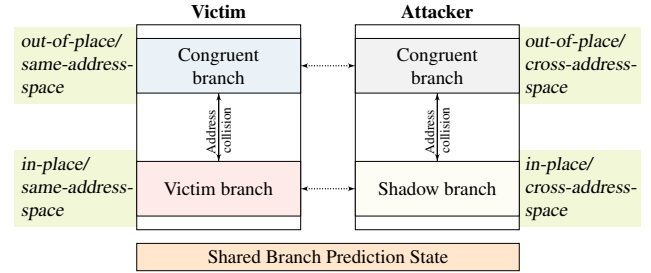 Victim
Attacker
out-of-place/
same-address-
space
Congruent
branch
Congruent
branch
out-of-place/
cross-address-
space
Address
collision
Address
collision
in-place/
same-address-
space
Victim branch
Shadow branch
in-place/
cross-address-
space
Shared Branch Prediction State